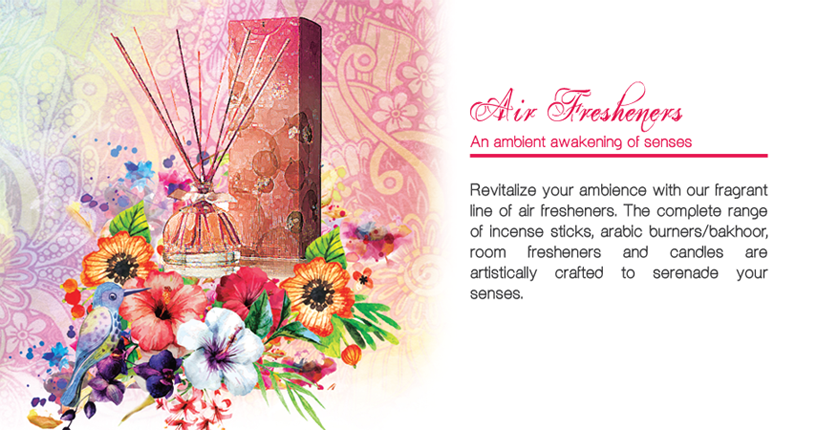 Air Fresheners
An ambient awakening of senses
Revitalize your ambience with our fragrant
line of air fresheners. The complete range
of incense sticks, arabic burners/bakhoor,
room fresheners and candles are
artistically crafted to serenade your
senses.